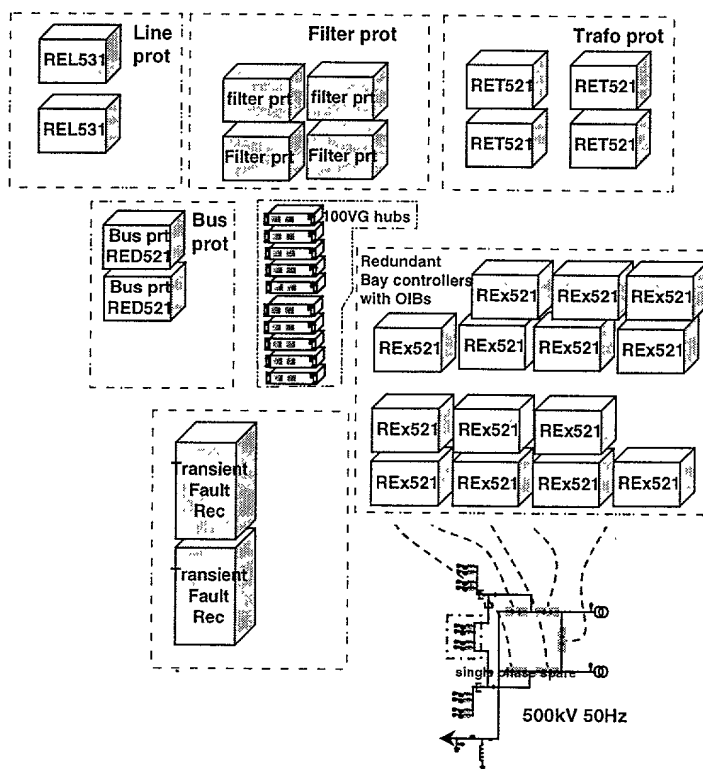 Line
prot
REL531
REL531
Filter prot
filter prt
filter prt
Filter prt
Filter prt
Trafo prot
RET521
RET521
RET521
RET521
Bus
prot
Bus prt
RED521
Bus prt
RED521
100VG hubs
Redundant
Bay controllers
with OIBs
REx521
REx521
REx521
REx521
REx521
REx521
REx521
REx521
REx521
REx521
REx521
REx521
REx521
REx521
Transient
Fault
Rec
Transient
Fault
Rec
single phase spare
500kV 50Hz